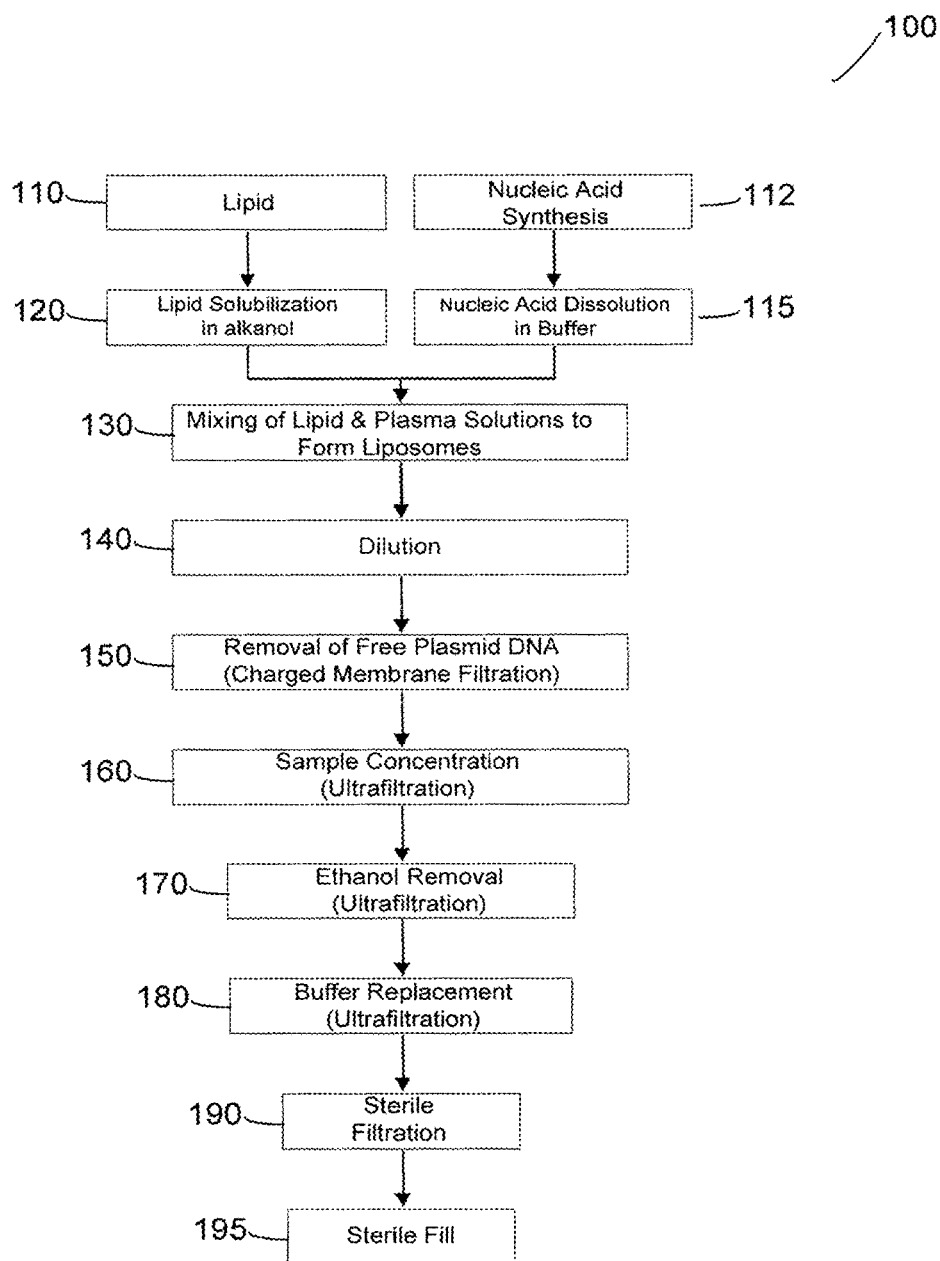 100
110
Lipid
Nucleic Acid
Synthesis
112
120
Lipid Solubilization
in alkanol
Nucleic Acid Dissolution
in Buffer
115
130
Mixing of Lipid & Plasma Solutions to
Form Liposomes
140
Dilution
150
Removal of Free Plasmid DNA
(Charged Membrane Filtration)
160
Sample Concentration
(Ultrafiltration)
170
Ethanol Removal
(Ultrafiltration)
180
Buffer Replacement
(Ultrafiltration)
190
Sterile
Filtration
195
Sterile Fill